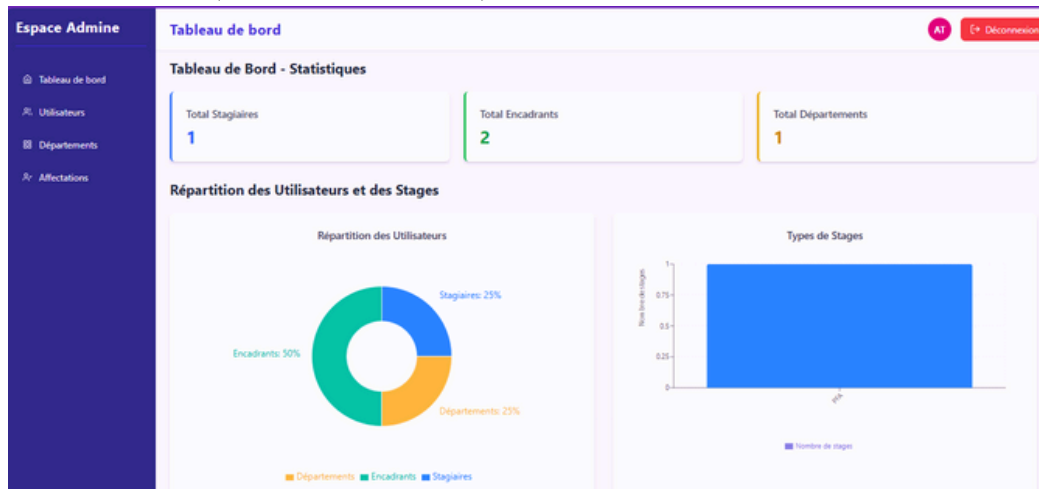 Espace Admine
Tableau de bord
Utilisateurs
Départements
Affectations
Tableau de bord
AT
Déconnexion
Tableau de Bord - Statistiques
Total Stagiaires
1
Total Encadrants
2
Total Départements
1
Répartition des Utilisateurs et des Stages
Répartition des Utilisateurs
Stagiaires: 25%
Encadrants: 50%
Départements: 25%
Départements Encadrants Stagiaires
Types de Stages
Nombre de stages
1
0.75
0.5
0.25
0
PFA
Nombre de stages